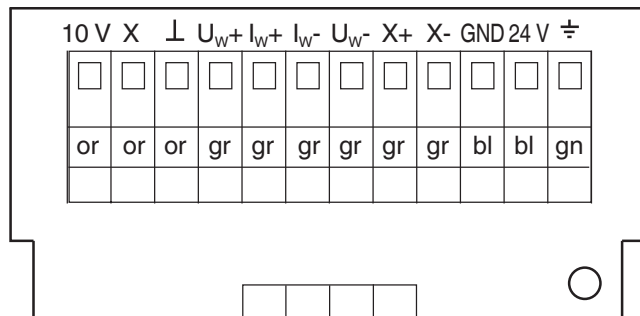 10 V X ⊥ U_W+ I_W+ I_W- U_W- X+ X- GND 24 V ⏚
or or or gr gr gr gr gr gr bl bl gn